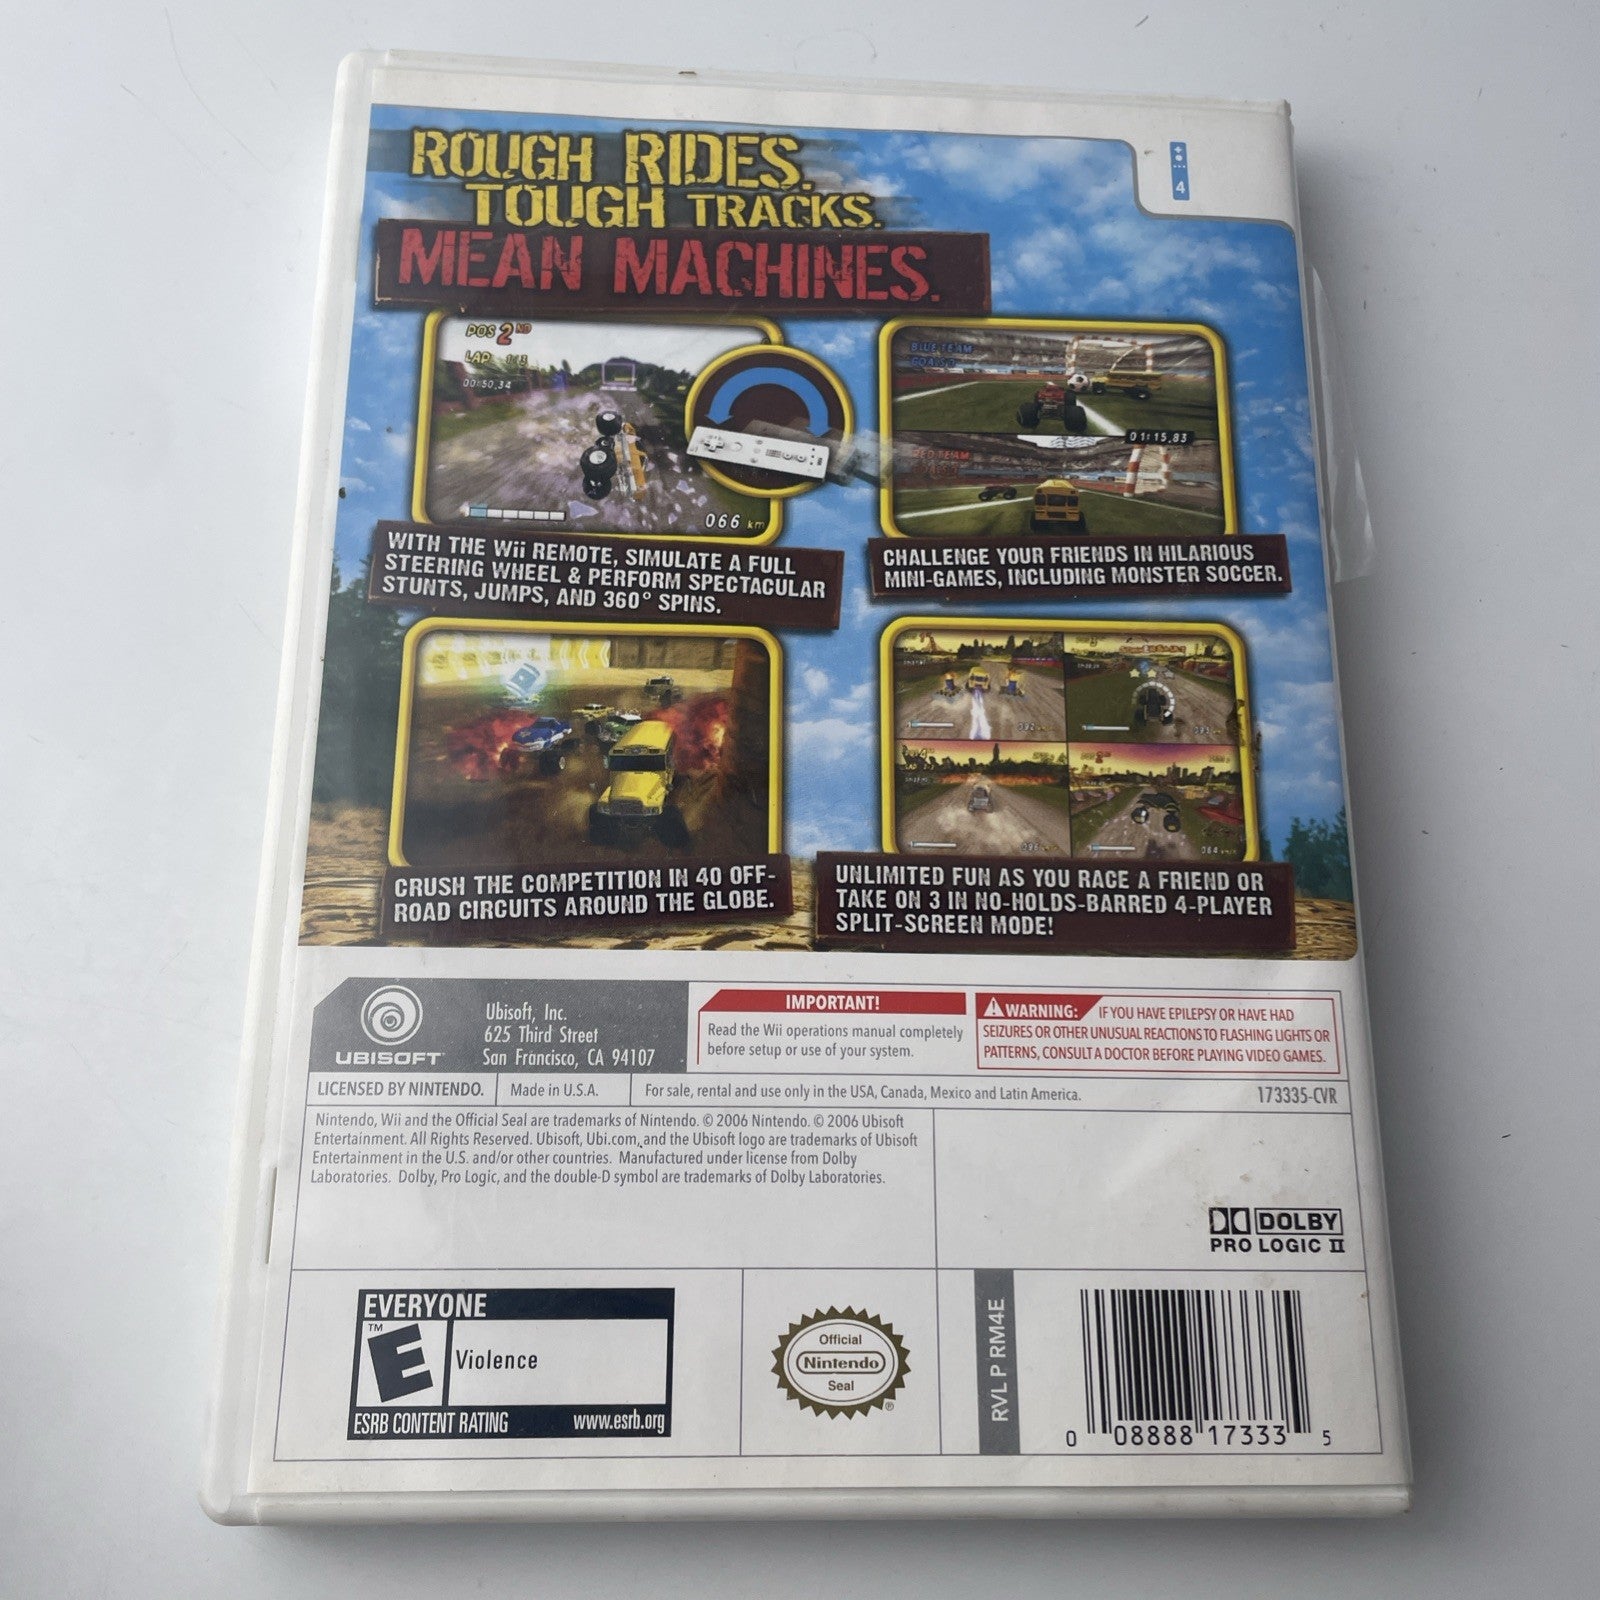 ROUGH RIDES.
TOUGH TRACKS.
MEAN MACHINES.
4
POS 2ND
LAP 1:13
00:50.34
066 km
BLUE TEAM
01:15.83
RED TEAM
WITH THE Wii REMOTE, SIMULATE A FULL
STEERING WHEEL & PERFORM SPECTACULAR
STUNTS, JUMPS, AND 360° SPINS.
CHALLENGE YOUR FRIENDS IN HILARIOUS
MINI-GAMES, INCLUDING MONSTER SOCCER.
CRUSH THE COMPETITION IN 40 OFF-
ROAD CIRCUITS AROUND THE GLOBE.
UNLIMITED FUN AS YOU RACE A FRIEND OR
TAKE ON 3 IN NO-HOLDS-BARRED 4-PLAYER
SPLIT-SCREEN MODE!
UBISOFT
Ubisoft, Inc.
625 Third Street
San Francisco, CA 94107
IMPORTANT!
Read the Wii operations manual completely
before setup or use of your system.
WARNING: IF YOU HAVE EPILEPSY OR HAVE HAD
SEIZURES OR OTHER UNUSUAL REACTIONS TO FLASHING LIGHTS OR
PATTERNS, CONSULT A DOCTOR BEFORE PLAYING VIDEO GAMES.
LICENSED BY NINTENDO. Made in U.S.A. For sale, rental and use only in the USA, Canada, Mexico and Latin America. 173335-CVR
Nintendo, Wii and the Official Seal are trademarks of Nintendo. © 2006 Nintendo. © 2006 Ubisoft
Entertainment. All Rights Reserved. Ubisoft, Ubi.com, and the Ubisoft logo are trademarks of Ubisoft
Entertainment in the U.S. and/or other countries. Manufactured under license from Dolby
Laboratories. Dolby, Pro Logic, and the double-D symbol are trademarks of Dolby Laboratories.
DOLBY
PRO LOGIC II
EVERYONE
E ™
Violence
ESRB CONTENT RATING www.esrb.org
Official
Nintendo
Seal ®
RVL P RM4E
0 08888 17333 5